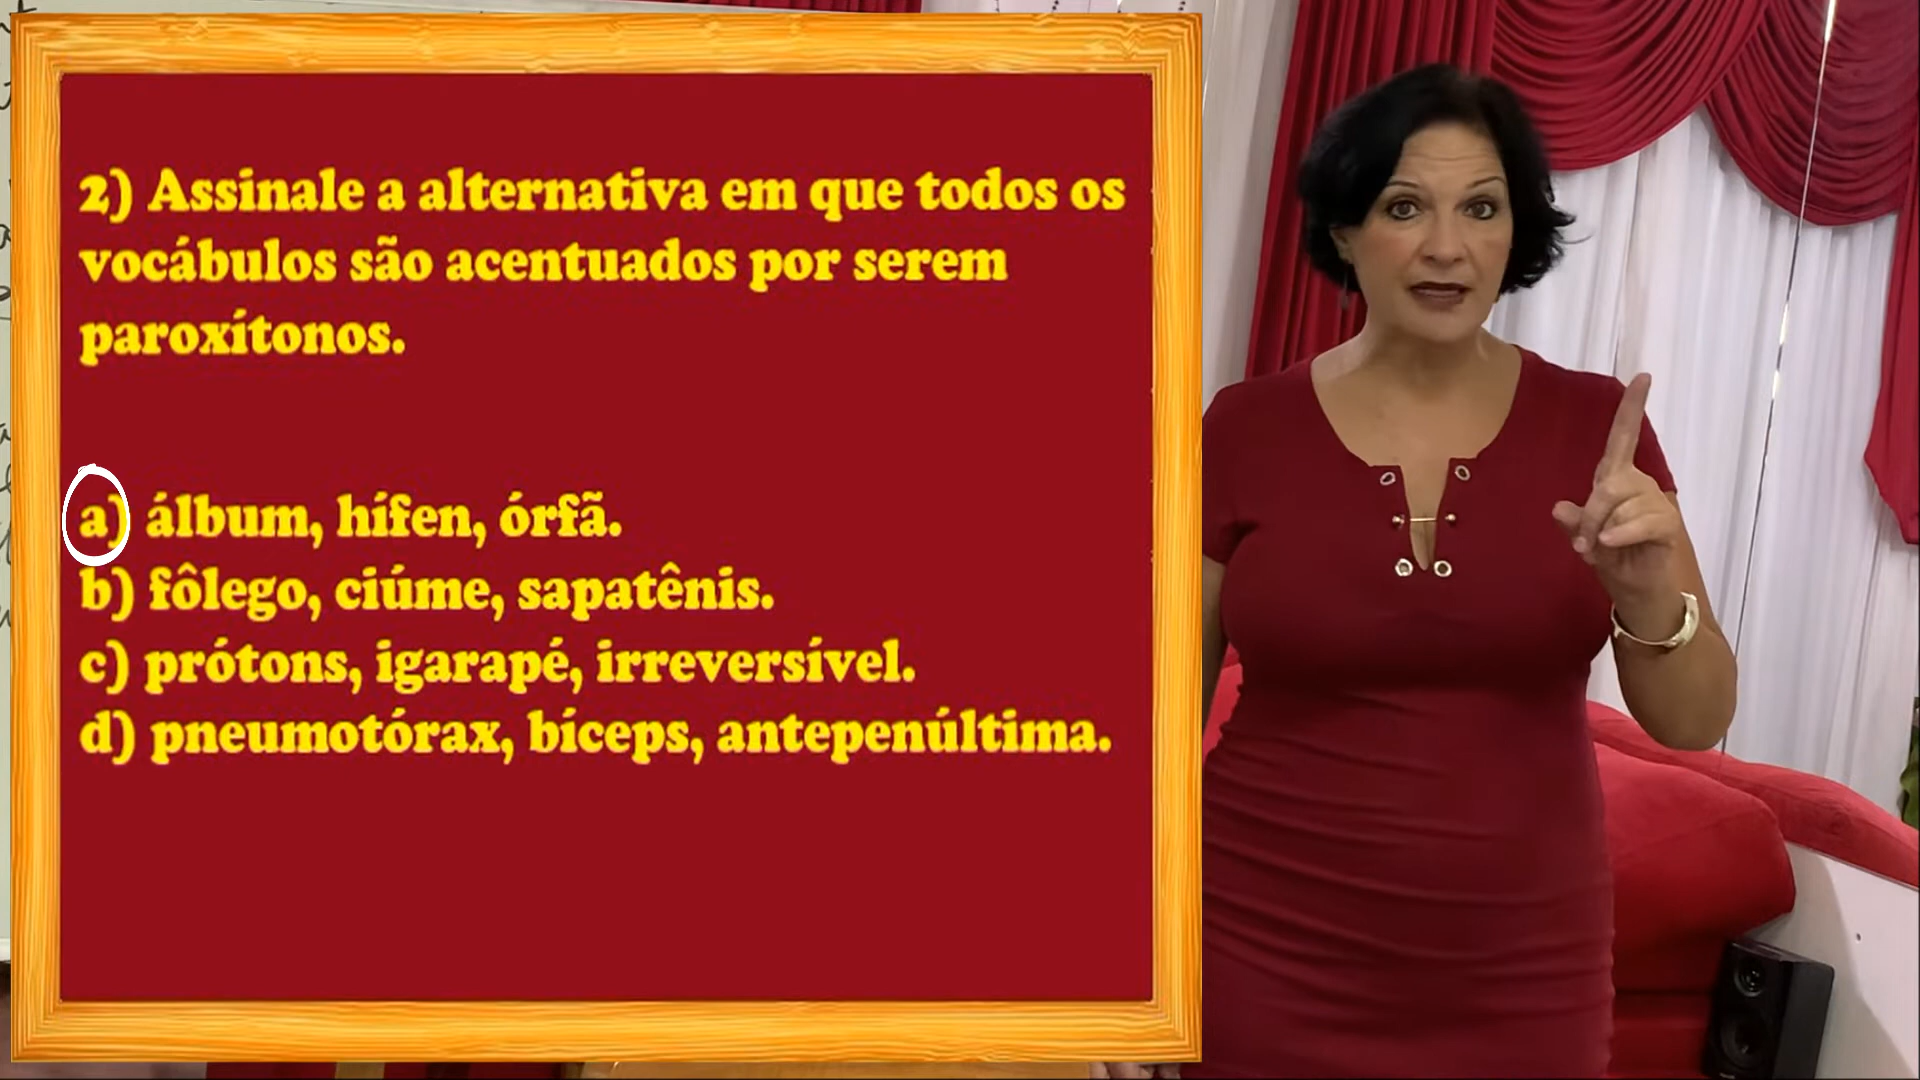 2) Assinale a alternativa em que todos os
vocábulos são acentuados por serem
paroxítonos.
a) álbum, hífen, órfã.
b) fôlego, ciúme, sapatênis.
c) prótons, igarapé, irreversível.
d) pneumotórax, bíceps, antepenúltima.